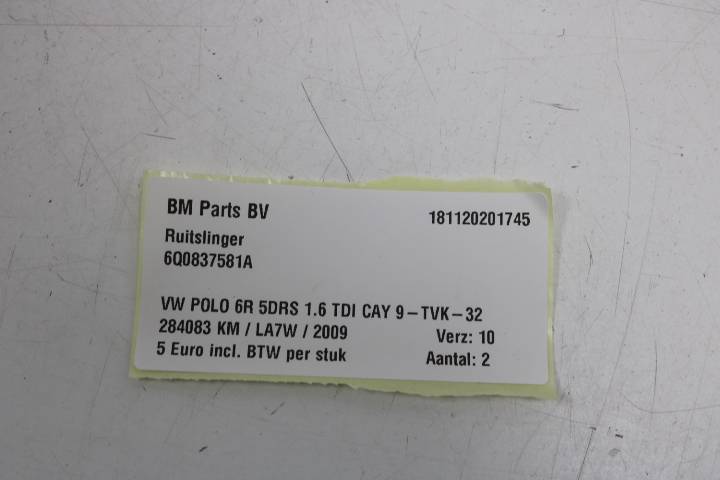 BM Parts BV 181120201745
Ruitslinger
6Q0837581A
VW POLO 6R 5DRS 1.6 TDI CAY 9-TVK-32
284083 KM / LA7W / 2009 Verz: 10
5 Euro incl. BTW per stuk Aantal: 2